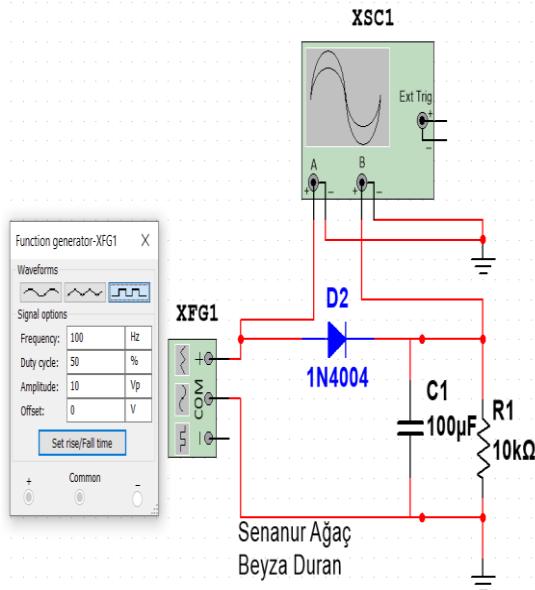 XSC1
Ext Trig
+
−
A
B
+ − + −
Function generator-XFG1 X
Waveforms
Signal options
Frequency: 100 Hz
Duty cycle: 50 %
Amplitude: 10 Vp
Offset: 0 V
Set rise/Fall time
+ Common −
XFG1
+
COM
−
D2
1N4004
C1
100µF
R1
10kΩ
Senanur Ağaç
Beyza Duran